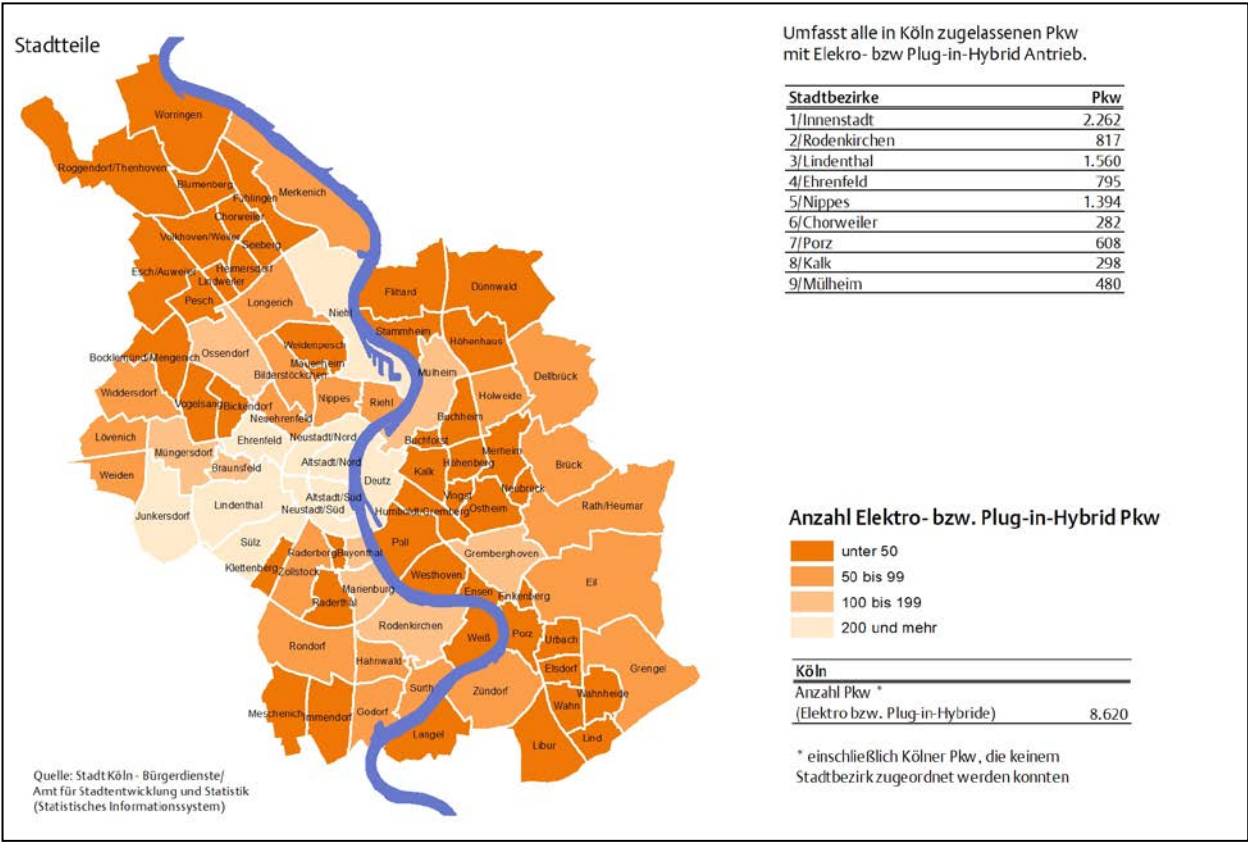 Stadtteile
Umfasst alle in Köln zugelassenen Pkw
mit Elekro- bzw Plug-in-Hybrid Antrieb.
Stadtbezirke Pkw
1/Innenstadt 2.262
2/Rodenkirchen 817
3/Lindenthal 1.560
4/Ehrenfeld 795
5/Nippes 1.394
6/Chorweiler 282
7/Porz 608
8/Kalk 298
9/Mülheim 480
Worringen
Roggendorf/Thenhoven
Blumenberg
Fühlingen
Merkenich
Chorweiler
Volkhoven/Weiler
Seeberg
Heimersdorf
Esch/Auweiler
Lindweiler
Pesch
Longerich
Niehl
Flittard
Dünnwald
Stammheim
Höhenhaus
Weidenpesch
Ossendorf
Mauenheim
Bocklemünd/Mengenich
Bilderstöckchen
Mülheim
Dellbrück
Widdersdorf
Vogelsang
Bickendorf
Nippes
Riehl
Holweide
Buchheim
Neuehrenfeld
Lövenich
Ehrenfeld
Neustadt/Nord
Buchforst
Müngersdorf
Altstadt/Nord
Merheim
Braunsfeld
Höhenberg
Brück
Weiden
Deutz
Kalk
Neubrück
Lindenthal
Altstadt/Süd
Vingst
Junkersdorf
Neustadt/Süd
Humboldt/Gremberg
Ostheim
Rath/Heumar
Sülz
Poll
Raderberg
Bayenthal
Gremberghoven
Klettenberg
Zollstock
Westhoven
Eil
Marienburg
Ensen
Finkenberg
Raderthal
Rodenkirchen
Weiß
Porz
Urbach
Rondorf
Hahnwald
Elsdorf
Grengel
Sürth
Zündorf
Wahnheide
Wahn
Meschenich
Immendorf
Godorf
Langel
Libur
Lind
Anzahl Elektro- bzw. Plug-in-Hybrid Pkw
unter 50
50 bis 99
100 bis 199
200 und mehr
Köln
Anzahl Pkw *
(Elektro bzw. Plug-in-Hybride) 8.620
* einschließlich Kölner Pkw, die keinem
Stadtbezirk zugeordnet werden konnten
Quelle: Stadt Köln - Bürgerdienste/
Amt für Stadtentwicklung und Statistik
(Statistisches Informationssystem)